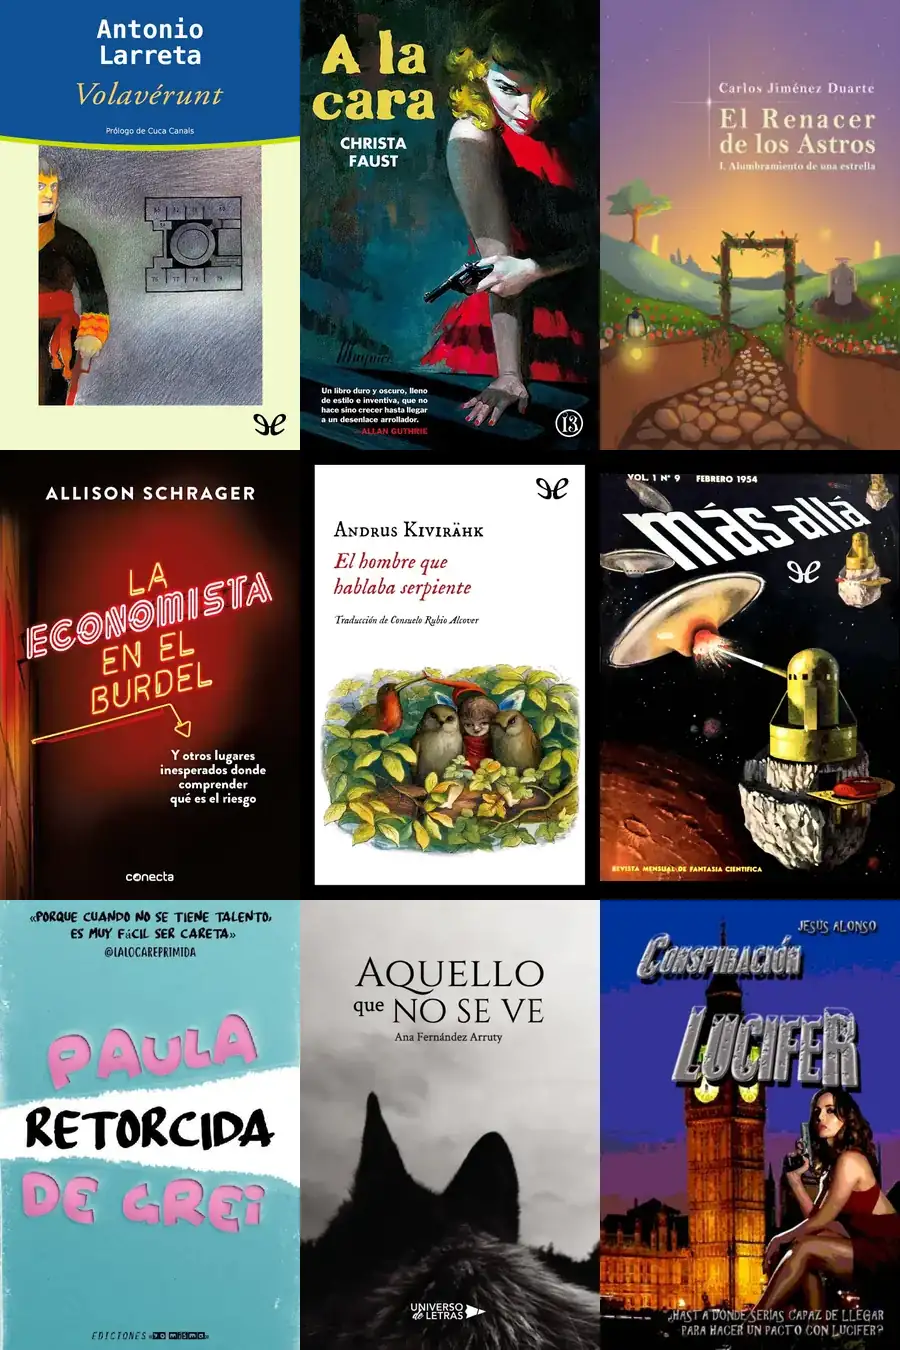 Antonio
Larreta
Volavérunt
Prólogo de Cuca Canals
A la
cara
CHRISTA
FAUST
Un libro duro y oscuro, lleno
de estilo e inventiva, que no
hace sino crecer hasta llegar
a un desenlace arrollador.
ALLAN GUTHRIE
13
Carlos Jiménez Duarte
El Renacer
de los Astros
I. Alumbramiento de una estrella
ALLISON SCHRAGER
LA
ECONOMISTA
EN EL
BURDEL
Y otros lugares
inesperados donde
comprender
qué es el riesgo
conecta
Andrus Kivirähk
El hombre que
hablaba serpiente
Traducción de Consuelo Rubio Alcover
VOL. 1 Nº 9 FEBRERO 1954
más allá
REVISTA MENSUAL DE FANTASIA CIENTIFICA
«PORQUE CUANDO NO SE TIENE TALENTO,
ES MUY FáCIL SER CARETA»
@LALOCAREPRIMIDA
PAULA
RETORCIDA
DE GREi
EDICIONES «yo misma»
AQUELLO
que NO SE VE
Ana Fernández Arruty
UNIVERSO
de LETRAS
JESÚS ALONSO
CONSPIRACIÓN
LUCIFER
¿HASTA DÓNDE SERÍAS CAPAZ DE LLEGAR
PARA HACER UN PACTO CON LUCIFER?